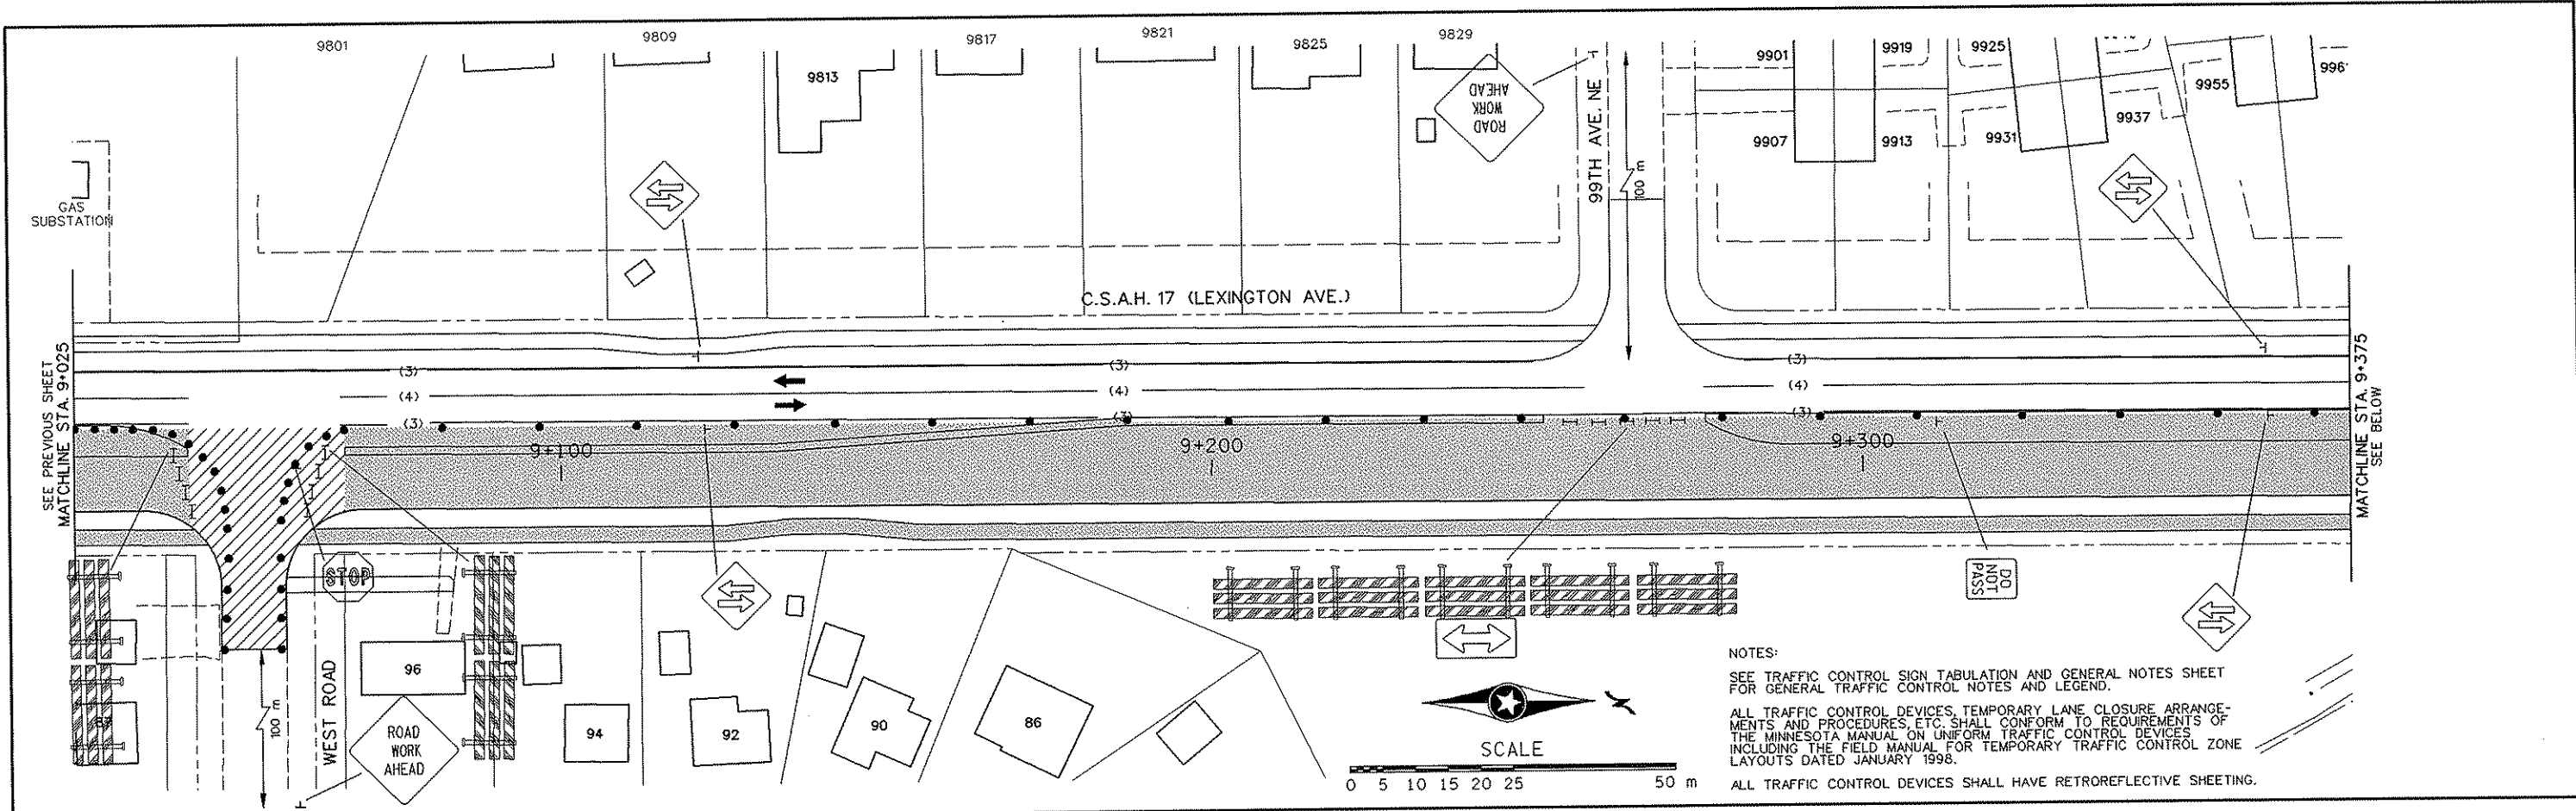 9801
9809
9813
9817
9821
9825
9829
9901
9919
9925
9955
9937
9931
9907
9913
GAS
SUBSTATION
ROAD
WORK
AHEAD
99TH AVE. NE
100 m
C.S.A.H. 17 (LEXINGTON AVE.)
SEE PREVIOUS SHEET
MATCHLINE STA. 9+025
(3)
(4)
(3)
(3)
(4)
(3)
(3)
(4)
(3)
MATCHLINE STA. 9+375
SEE BELOW
9+100
9+200
9+300
STOP
DO
NOT
PASS
WEST ROAD
100 m
ROAD
WORK
AHEAD
96
94
92
90
86
SCALE
0 5 10 15 20 25 50 m
NOTES:
SEE TRAFFIC CONTROL SIGN TABULATION AND GENERAL NOTES SHEET
FOR GENERAL TRAFFIC CONTROL NOTES AND LEGEND.
ALL TRAFFIC CONTROL DEVICES, TEMPORARY LANE CLOSURE ARRANGE-
MENTS AND PROCEDURES, ETC. SHALL CONFORM TO REQUIREMENTS OF
THE MINNESOTA MANUAL ON UNIFORM TRAFFIC CONTROL DEVICES
INCLUDING THE FIELD MANUAL FOR TEMPORARY TRAFFIC CONTROL ZONE
LAYOUTS DATED JANUARY 1998.
ALL TRAFFIC CONTROL DEVICES SHALL HAVE RETROREFLECTIVE SHEETING.